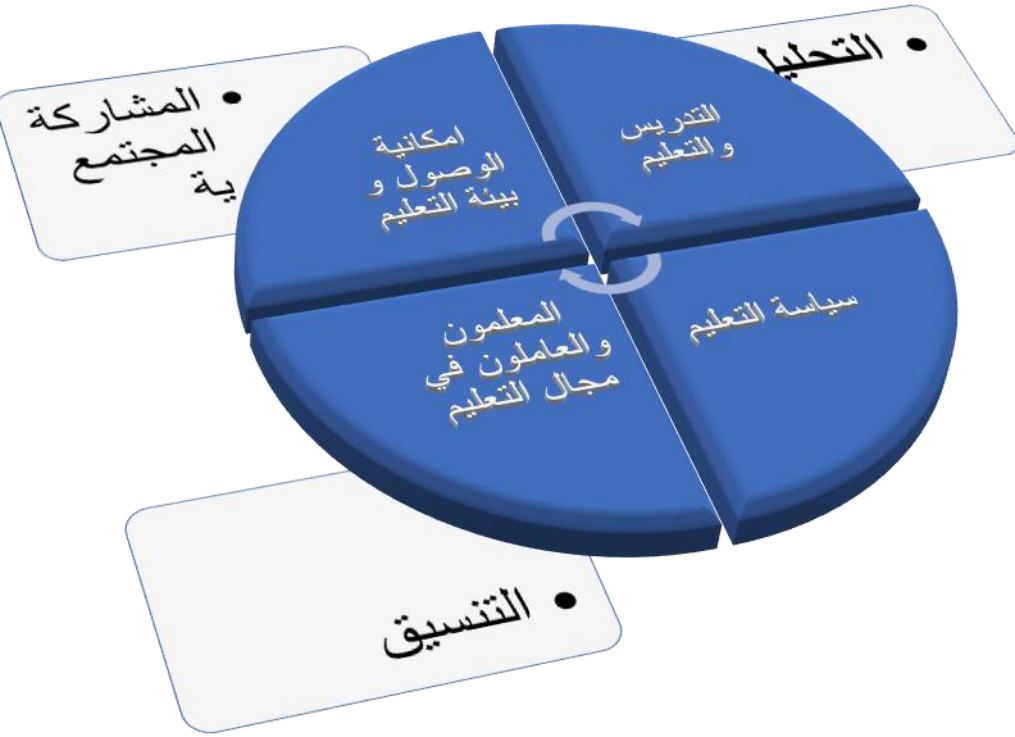 • التحليل
• المشاركة
المجتمع
ية
التدريس
والتعليم
امكانية
الوصول و
بيئة التعليم
سياسة التعليم
المعلمون
والعاملون في
مجال التعليم
• التنسيق